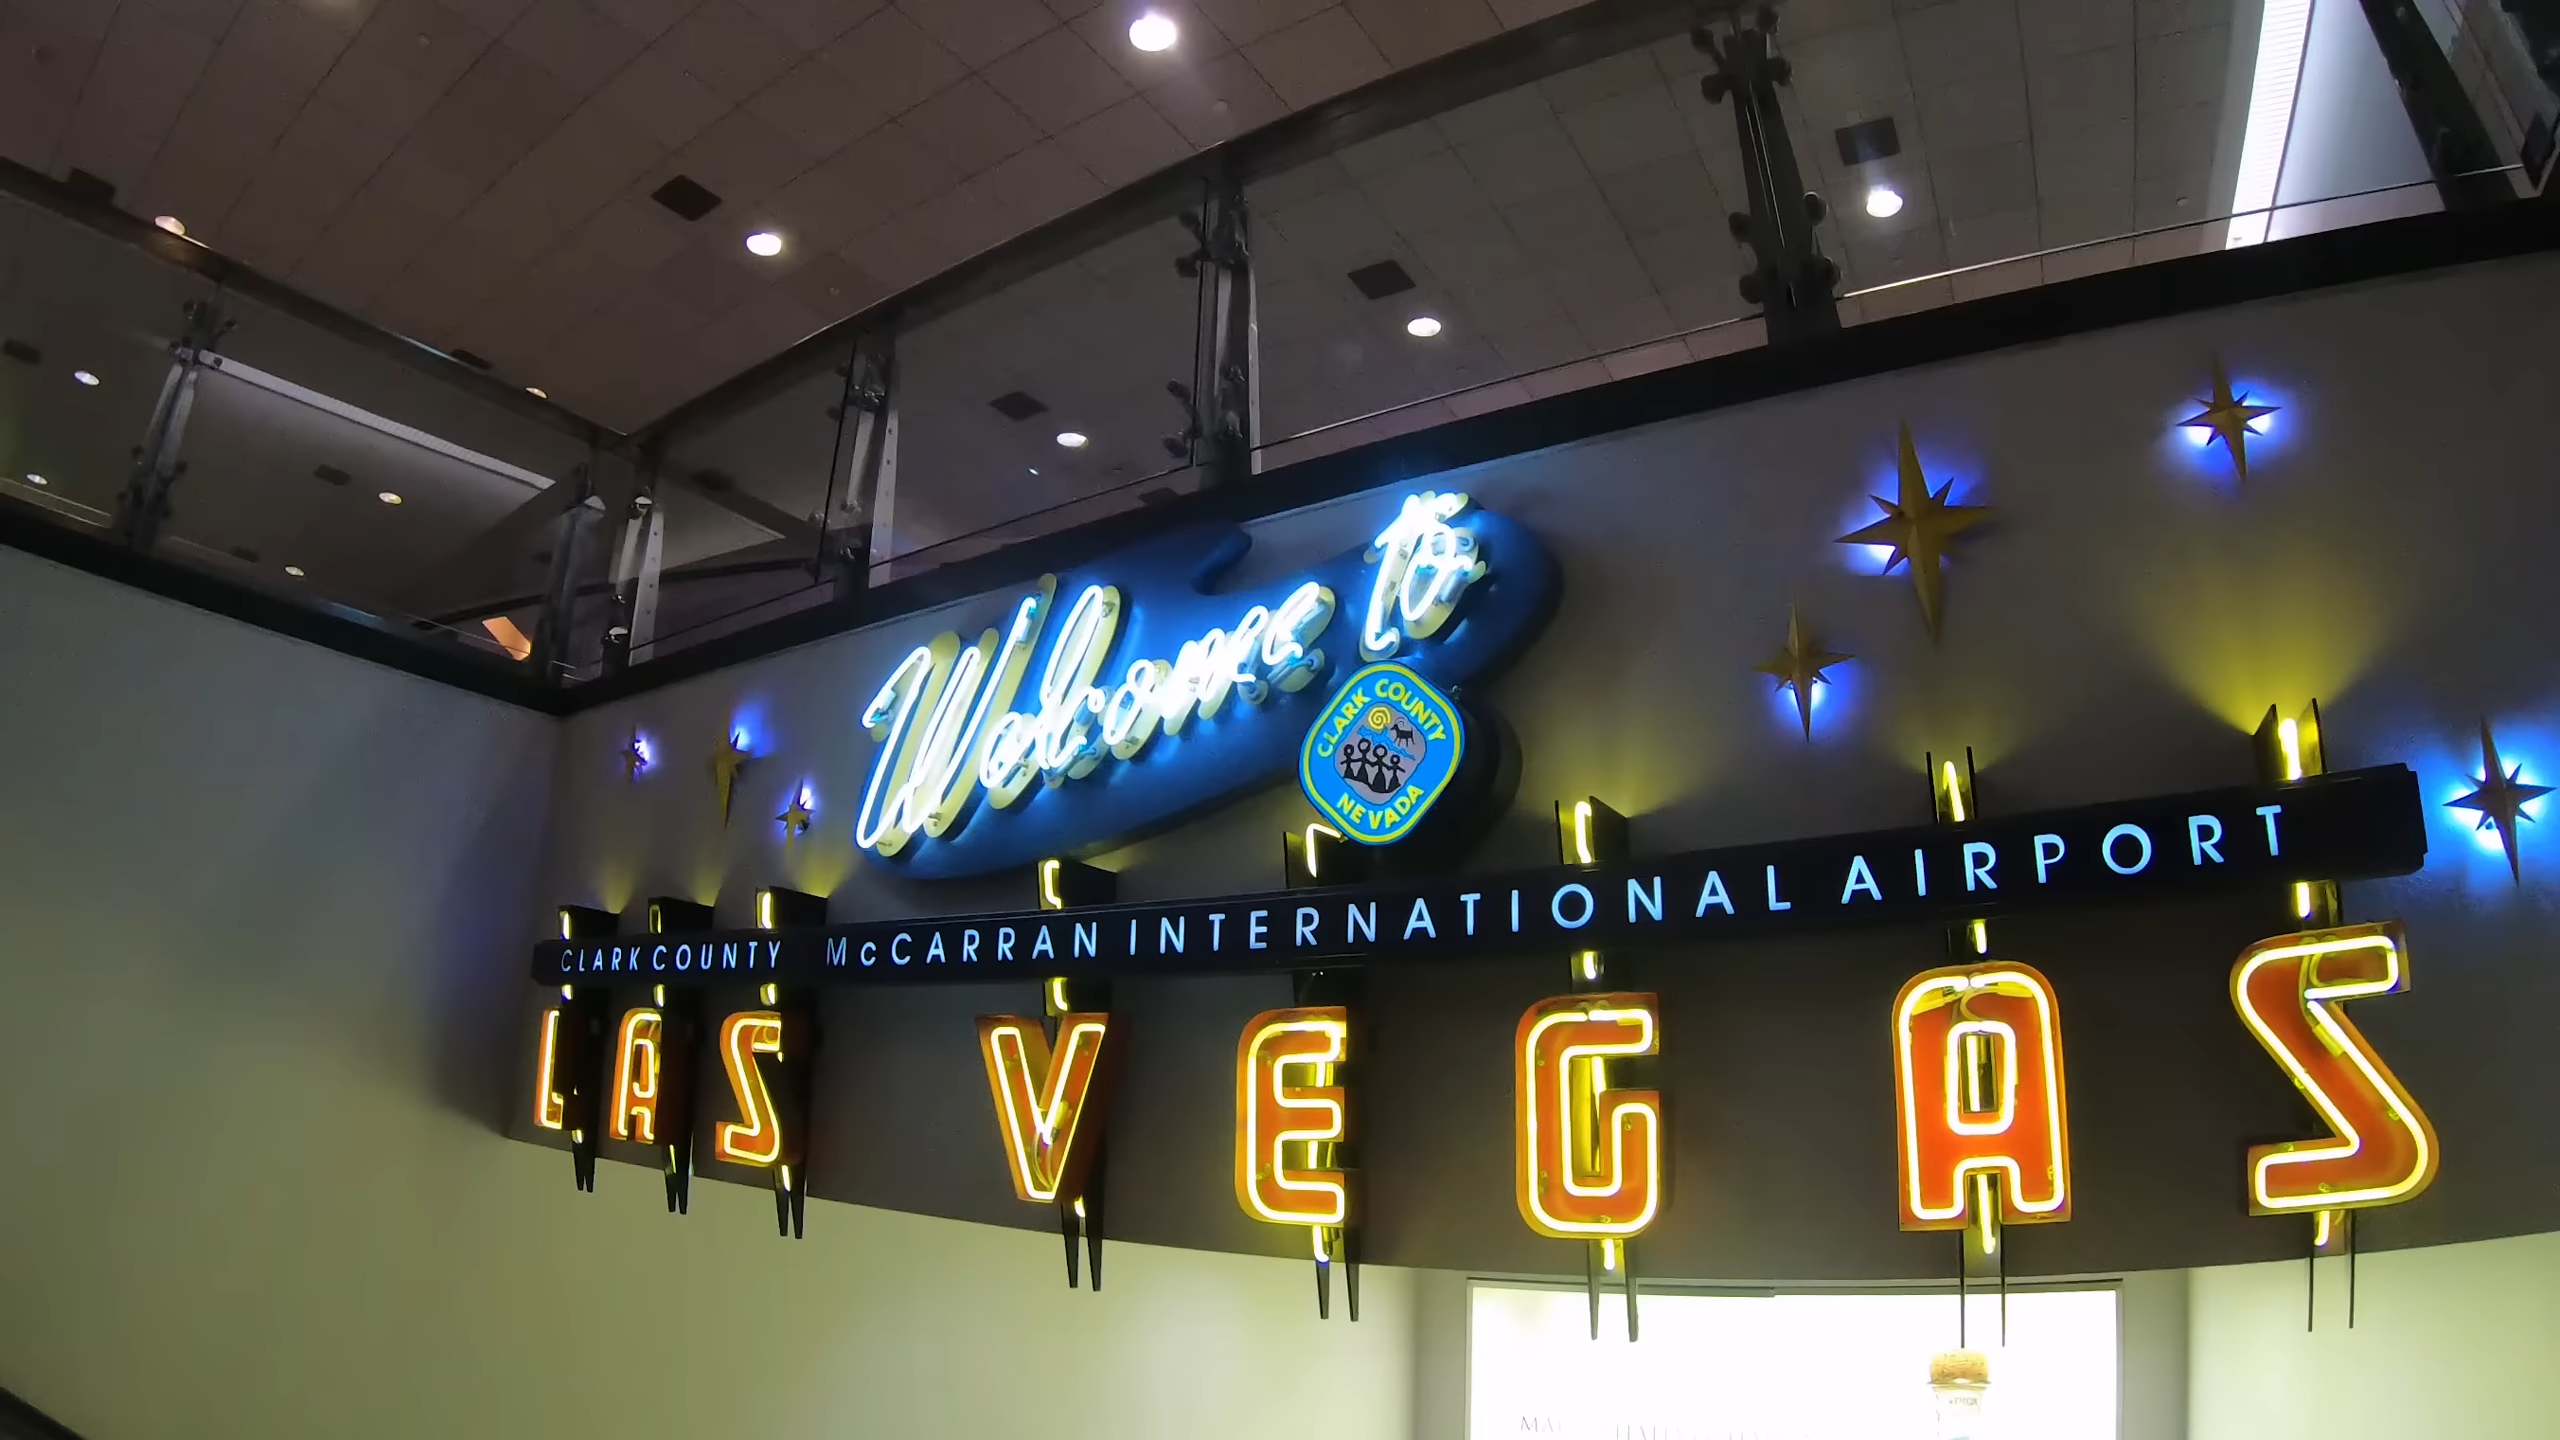 Welcome to
CLARK COUNTY
NEVADA
CLARK COUNTY McCARRAN INTERNATIONAL AIRPORT
LAS VEGAS